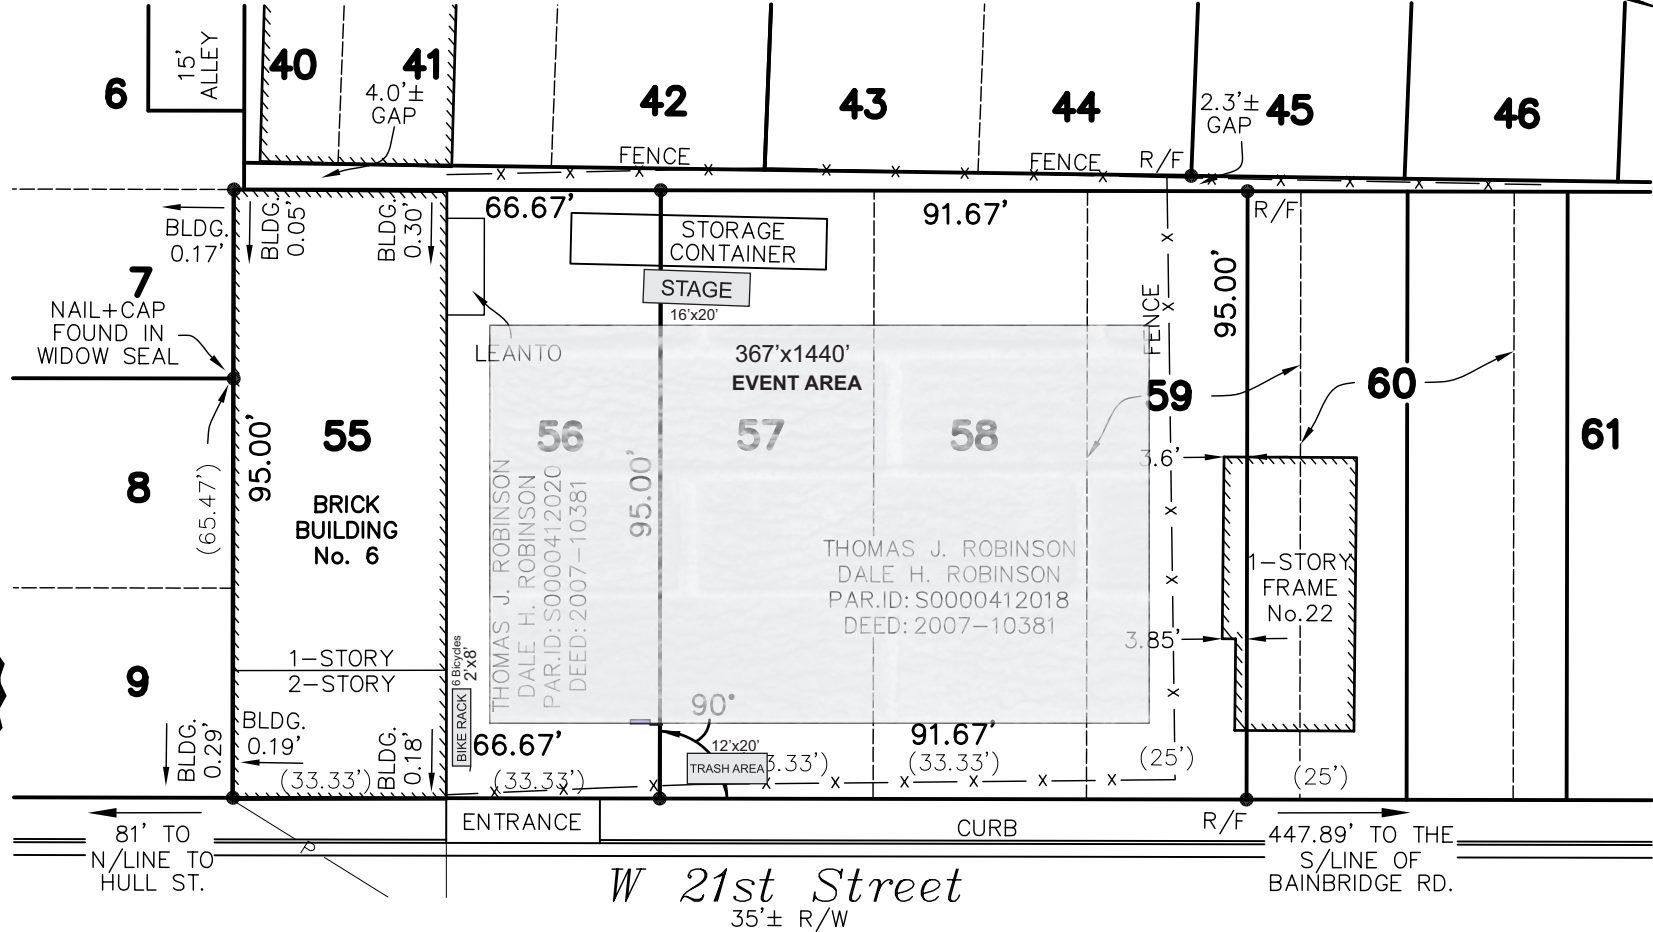 40
41
15'
ALLEY
6
4.0'±
GAP
42
43
44
2.3'±
GAP
45
46
FENCE
FENCE
R/F
BLDG.
0.17'
BLDG.
0.05'
BLDG.
0.30'
66.67'
STORAGE
CONTAINER
91.67'
R/F
7
NAIL+CAP
FOUND IN
WIDOW SEAL
STAGE
16'x20'
95.00'
FENCE
LEANTO
367'x1440'
EVENT AREA
59
60
8
(65.47')
95.00'
55
56
57
58
61
3.6'
BRICK
BUILDING
No. 6
THOMAS J. ROBINSON
DALE H. ROBINSON
PAR.ID: S0000412020
DEED: 2007-10381
95.00'
THOMAS J. ROBINSON
DALE H. ROBINSON
PAR.ID: S0000412018
DEED: 2007-10381
1-STORY
FRAME
No.22
3.85'
9
1-STORY
2-STORY
6 Bicycles
2'x8'
BIKE RACK
90°
BLDG.
0.29'
BLDG.
0.19'
BLDG.
0.18'
66.67'
12'x20'
TRASH AREA
91.67'
(33.33')
(33.33')
3.33')
(33.33')
(25')
(25')
ENTRANCE
CURB
R/F
81' TO
N/LINE TO
HULL ST.
P
447.89' TO THE
S/LINE OF
BAINBRIDGE RD.
W 21st Street
35'± R/W